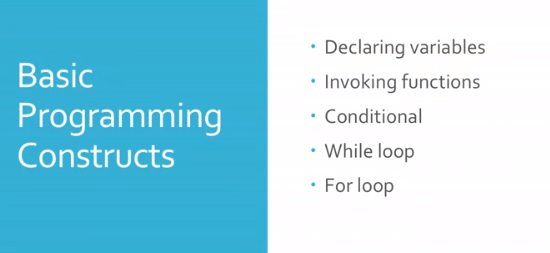 Basic
Programming
Constructs
• Declaring variables
• Invoking functions
• Conditional
• While loop
• For loop